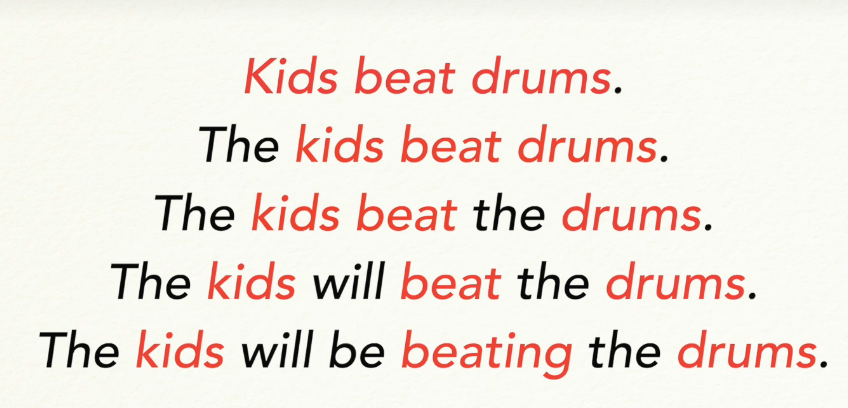 Kids beat drums.
The kids beat drums.
The kids beat the drums.
The kids will beat the drums.
The kids will be beating the drums.